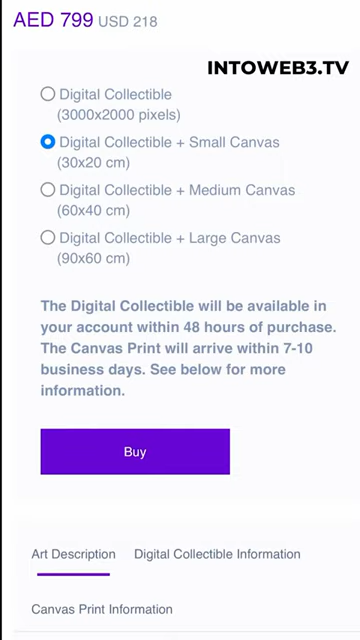 AED 799 USD 218
INTOWEB3.TV
Digital Collectible
(3000x2000 pixels)
Digital Collectible + Small Canvas
(30x20 cm)
Digital Collectible + Medium Canvas
(60x40 cm)
Digital Collectible + Large Canvas
(90x60 cm)
The Digital Collectible will be available in
your account within 48 hours of purchase.
The Canvas Print will arrive within 7-10
business days. See below for more
information.
Buy
Art Description Digital Collectible Information
Canvas Print Information